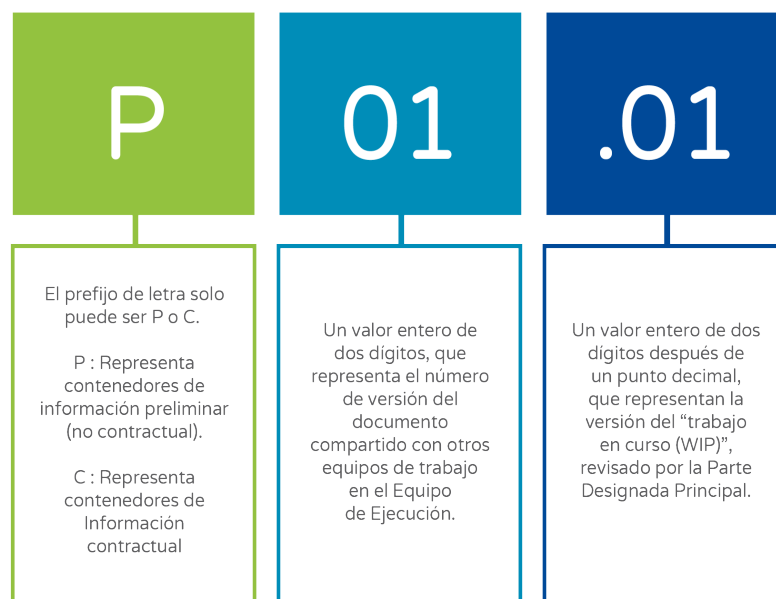 P
01
.01
El prefijo de letra solo
puede ser P o C.
P : Representa
contenedores de
información preliminar
(no contractual).
C : Representa
contenedores de
Información
contractual
Un valor entero de
dos dígitos, que
representa el número
de versión del
documento
compartido con otros
equipos de trabajo
en el Equipo
de Ejecución.
Un valor entero de dos
dígitos después de
un punto decimal,
que representan la
versión del “trabajo
en curso (WIP)”,
revisado por la Parte
Designada Principal.